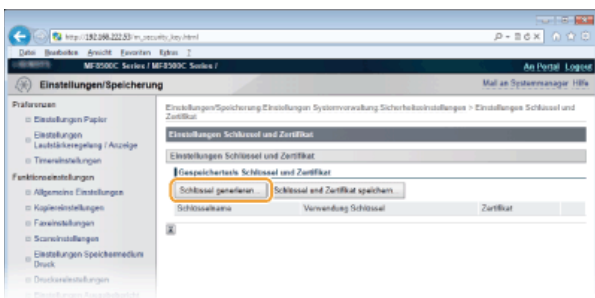 http://192.168.222.53/m_security_key.html
Datei Bearbeiten Ansicht Favoriten Extras ?
MF8500C Series / MF8500C Series /
An Portal Logout
Einstellungen/Speicherung
Mail an Systemmanager Hilfe
Präferenzen
Einstellungen Papier
Einstellungen Lautstärkeregelung / Anzeige
Timereinstellungen
Funktionseinstellungen
Allgemeine Einstellungen
Kopiereinstellungen
Faxeinstellungen
Scaneinstellungen
Einstellungen Speichermedium Druck
Druckereinstellungen
Einstellungen/Speicherung:Einstellungen Systemverwaltung:Sicherheitseinstellungen > Einstellungen Schlüssel und Zertifikat
Einstellungen Schlüssel und Zertifikat
Einstellungen Schlüssel und Zertifikat
Gespeicherte/s Schlüssel und Zertifikat
Schlüssel generieren... Schlüssel und Zertifikat speichern...
Schlüsselname Verwendung Schlüssel Zertifikat